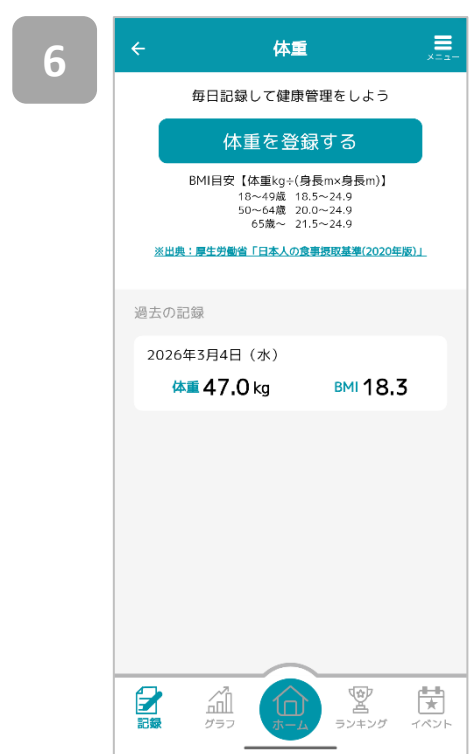 6
体重
メニュー
毎日記録して健康管理をしよう
体重を登録する
BMI目安【体重kg÷(身長m×身長m)】
18～49歳 18.5～24.9
50～64歳 20.0～24.9
65歳～ 21.5～24.9
※出典：厚生労働省「日本人の食事摂取基準(2020年版)」
過去の記録
2026年3月4日（水）
体重 47.0 kg BMI 18.3
記録 グラフ ホーム ランキング イベント